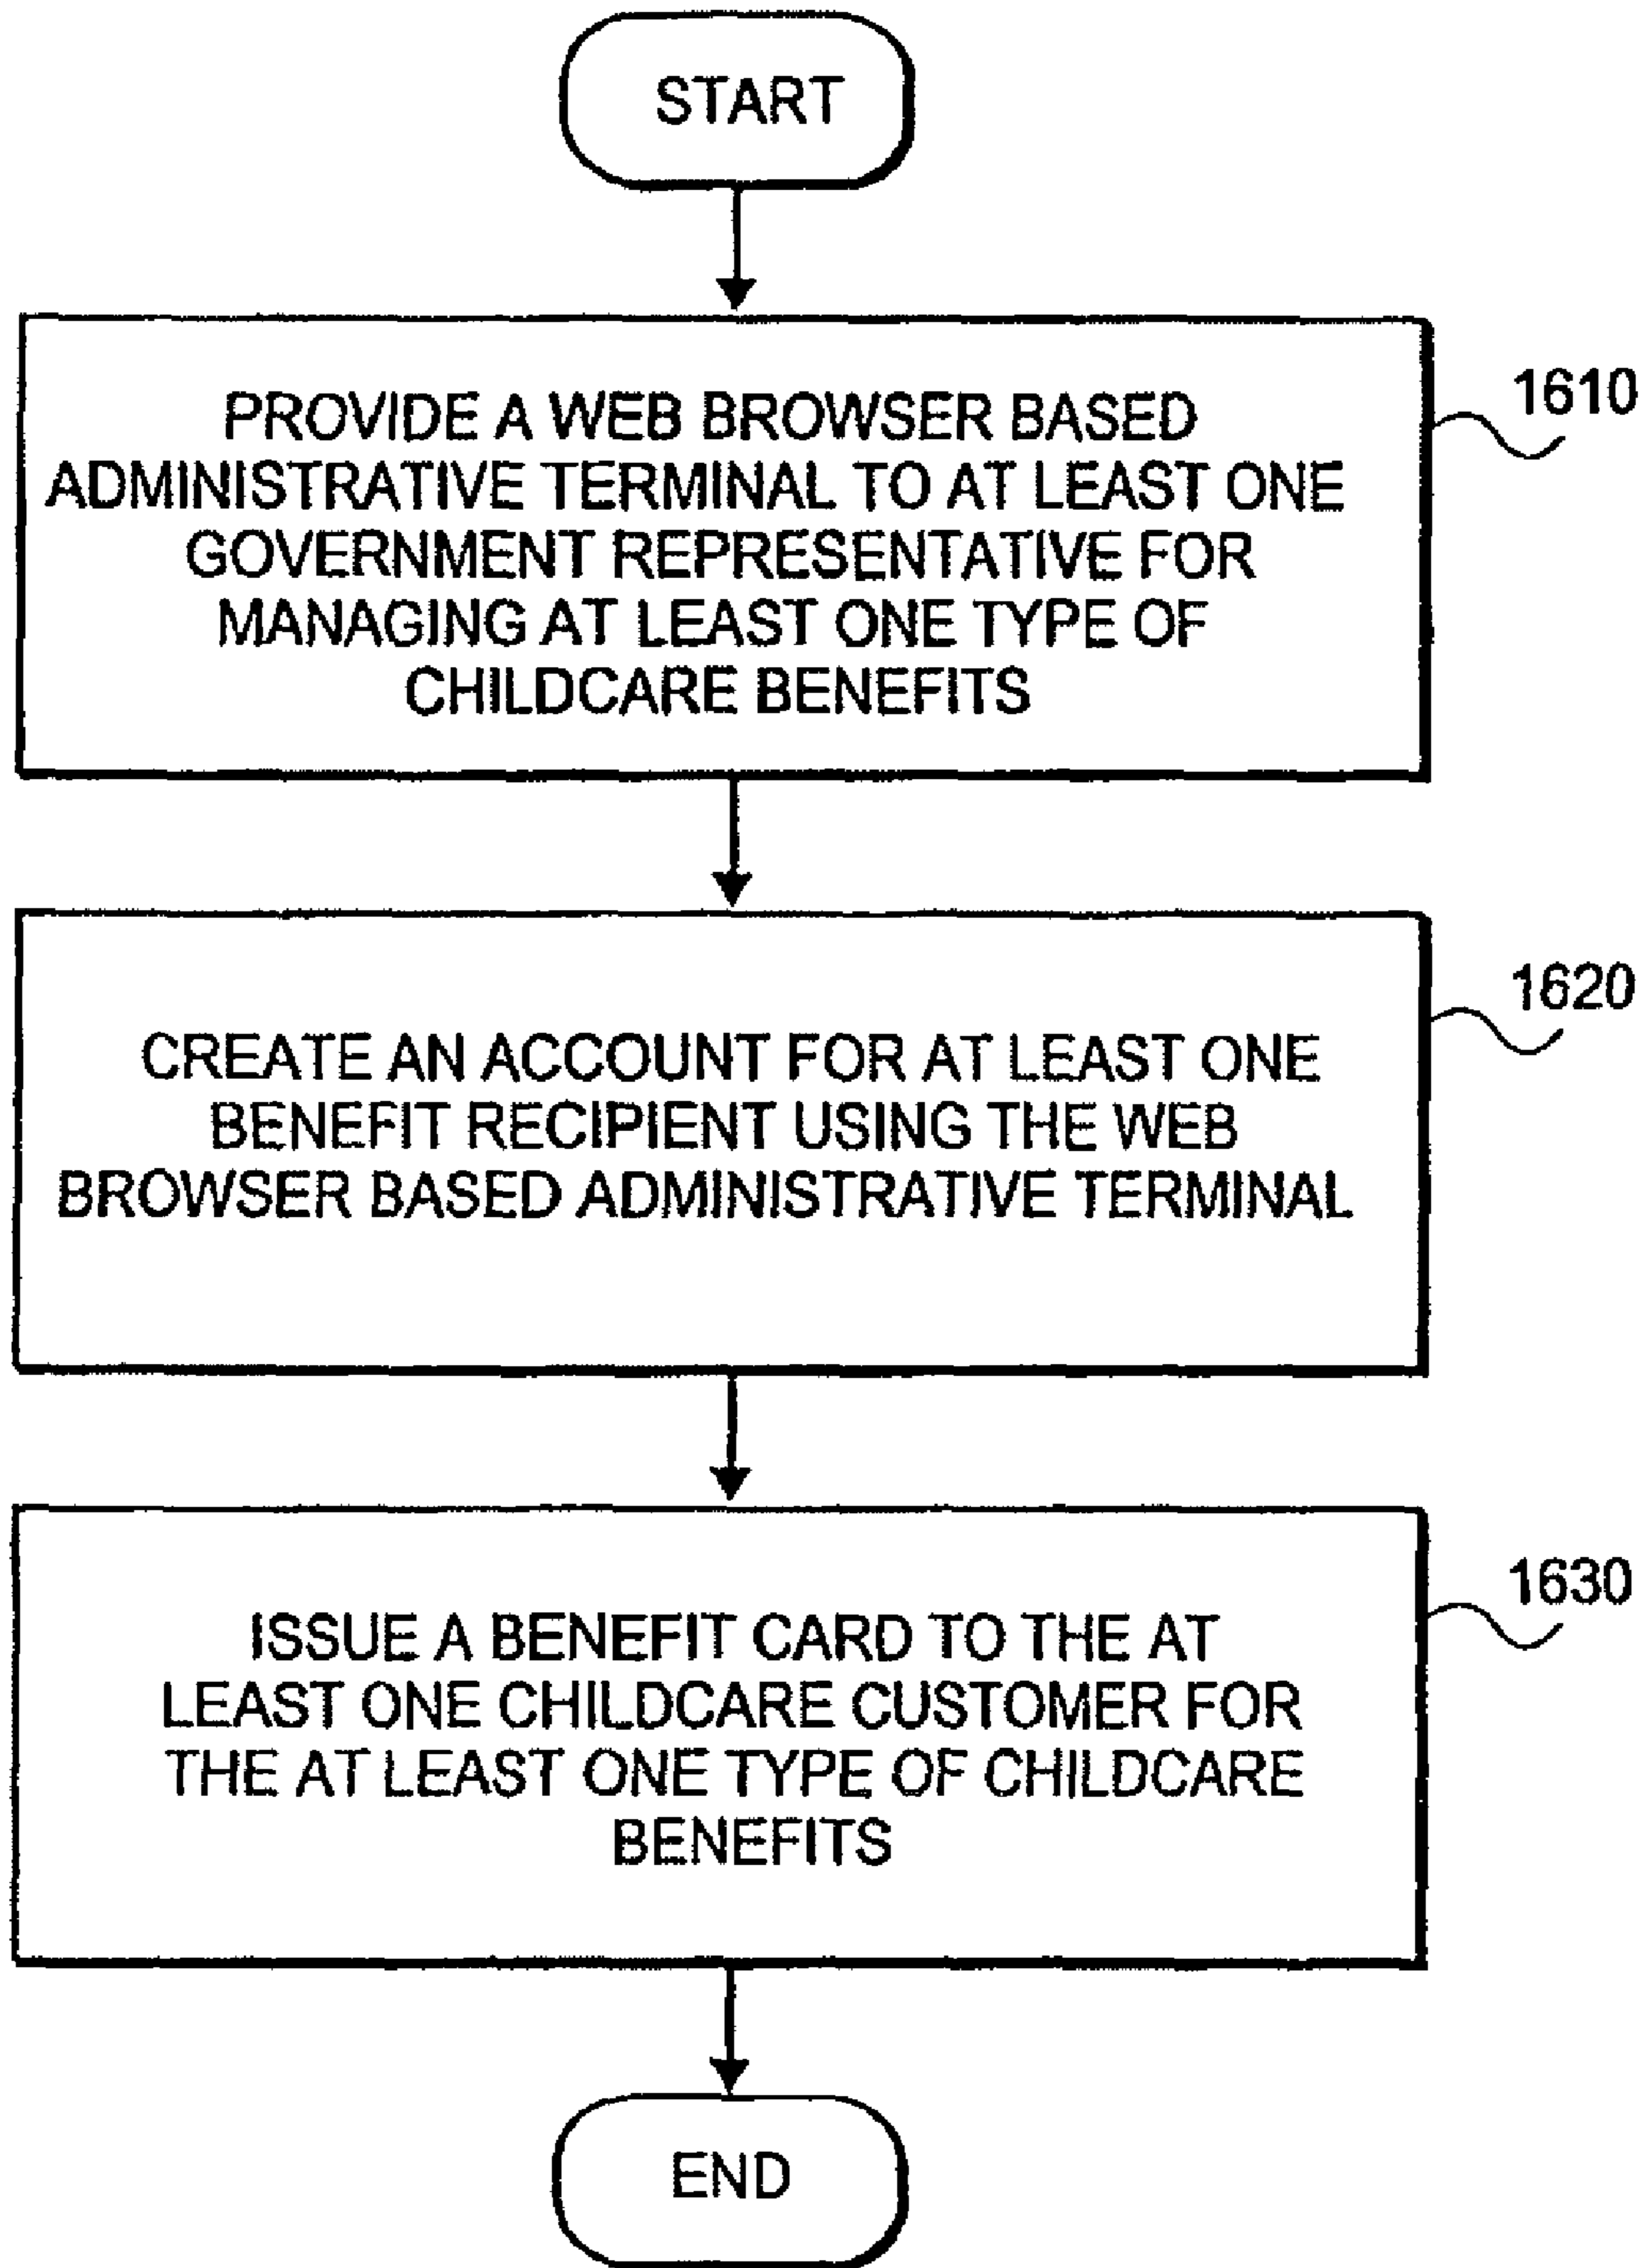 START
PROVIDE A WEB BROWSER BASED
ADMINISTRATIVE TERMINAL TO AT LEAST ONE
GOVERNMENT REPRESENTATIVE FOR
MANAGING AT LEAST ONE TYPE OF
CHILDCARE BENEFITS
1610
CREATE AN ACCOUNT FOR AT LEAST ONE
BENEFIT RECIPIENT USING THE WEB
BROWSER BASED ADMINISTRATIVE TERMINAL
1620
ISSUE A BENEFIT CARD TO THE AT
LEAST ONE CHILDCARE CUSTOMER FOR
THE AT LEAST ONE TYPE OF CHILDCARE
BENEFITS
1630
END